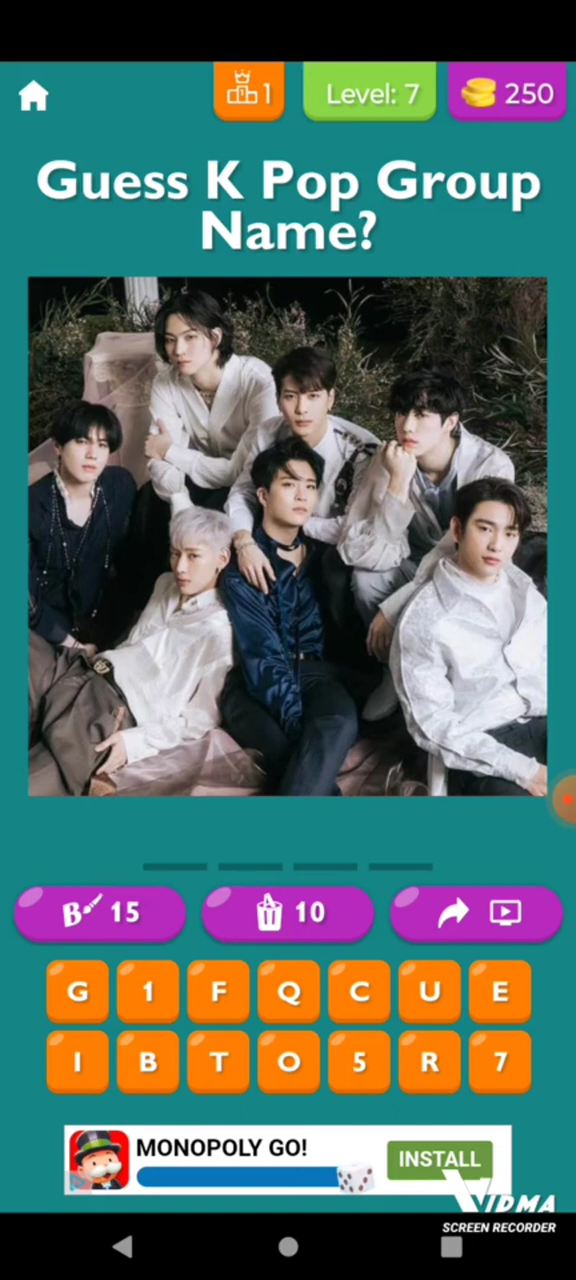 1
Level: 7
250
Guess K Pop Group
Name?
B 15
10
G 1 F Q C U E
I B T O 5 R 7
MONOPOLY GO!
INSTALL
VIDMA
SCREEN RECORDER